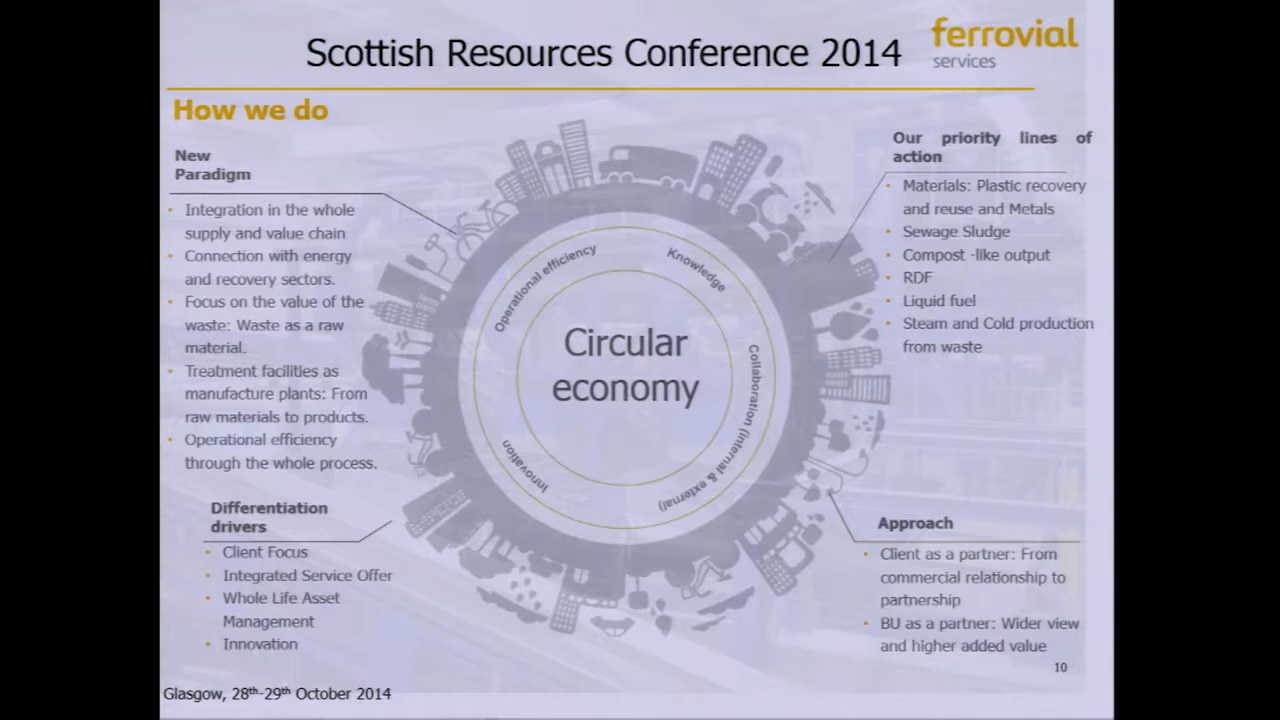 Scottish Resources Conference 2014
ferrovial
services
How we do
New
Paradigm
• Integration in the whole
supply and value chain
• Connection with energy
and recovery sectors.
• Focus on the value of the
waste: Waste as a raw
material.
• Treatment facilities as
manufacture plants: From
raw materials to products.
• Operational efficiency
through the whole process.
Differentiation
drivers
• Client Focus
• Integrated Service Offer
• Whole Life Asset
Management
• Innovation
Operational efficiency
Knowledge
Collaboration (internal & external)
Innovation
Circular
economy
Our priority lines of
action
• Materials: Plastic recovery
and reuse and Metals
• Sewage Sludge
• Compost -like output
• RDF
• Liquid fuel
• Steam and Cold production
from waste
Approach
• Client as a partner: From
commercial relationship to
partnership
• BU as a partner: Wider view
and higher added value
10
Glasgow, 28th-29th October 2014